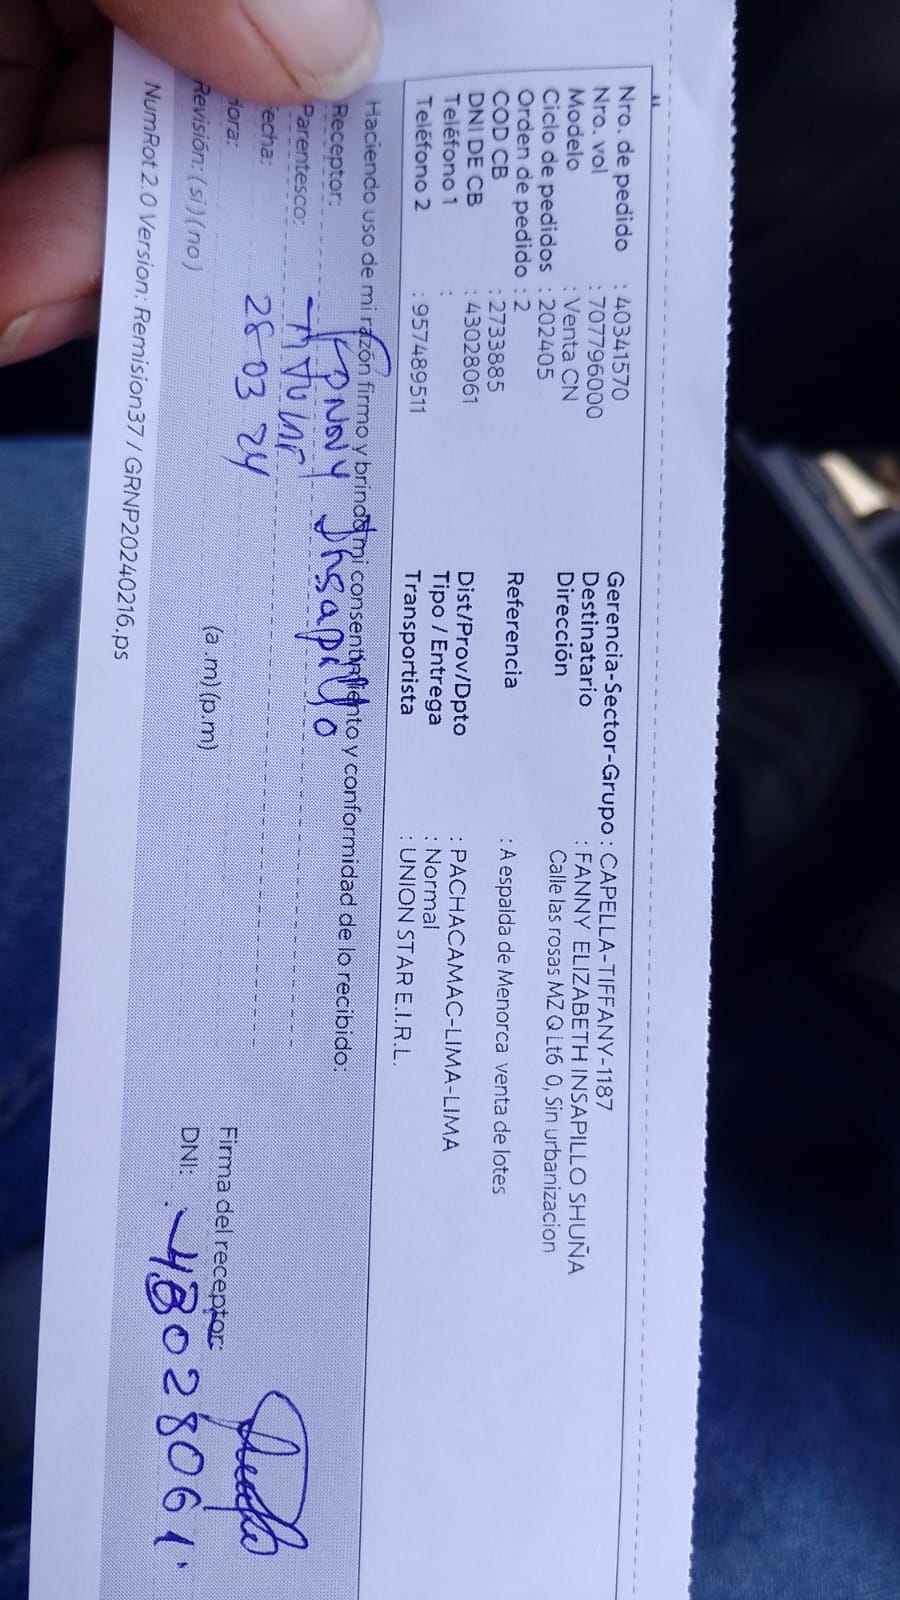 Nro. de pedido : 40341570
Nro. vol : 707796000
Modelo : Venta CN
Ciclo de pedidos : 202405
Orden de pedido : 2
COD CB : 2733885
DNI DE CB : 43028061
Teléfono 1 :
Teléfono 2 : 957489511
Gerencia-Sector-Grupo : CAPELLA-TIFFANY-1187
Destinatario : FANNY ELIZABETH INSAPILLO SHUÑA
Dirección Calle las rosas MZ Q Lt6 0, Sin urbanizacion
Referencia : A espalda de Menorca venta de lotes
Dist/Prov/Dpto : PACHACAMAC-LIMA-LIMA
Tipo / Entrega : Normal
Transportista : UNION STAR E.I.R.L.
Haciendo uso de mi razón firmo y brindo mi consentimiento y conformidad de lo recibido:
Receptor: Fanny Insapillo
Parentesco: Titular
echa: 28 03 24
Hora: (a.m) (p.m)
Revisión: ( si ) ( no )
Firma del receptor:
DNI: 43028061
NumRot 2.0 Version: Remision37 / GRNP20240216.ps